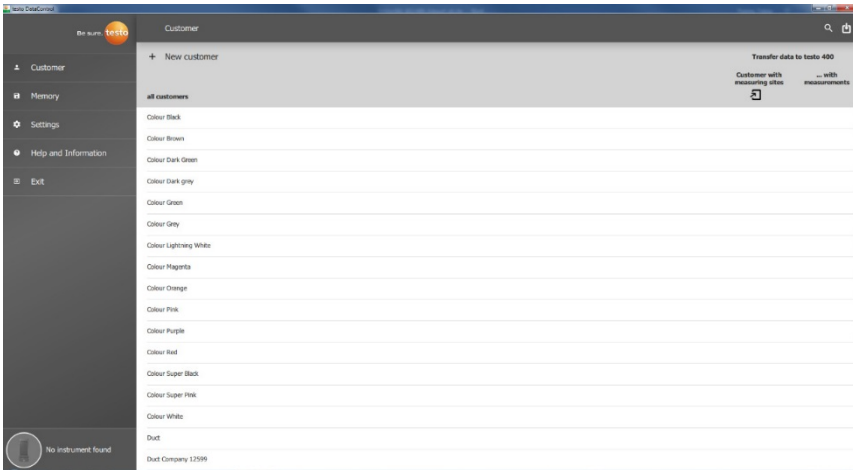 testo DataControl
Be sure. testo
Customer
Memory
Settings
Help and Information
Exit
No instrument found
Customer
+ New customer
Transfer data to testo 400
Customer with measuring sites
... with measurements
all customers
Colour Black
Colour Brown
Colour Dark Green
Colour Dark grey
Colour Green
Colour Grey
Colour Lightning White
Colour Magenta
Colour Orange
Colour Pink
Colour Purple
Colour Red
Colour Super Black
Colour Super Pink
Colour White
Duct
Duct Company 12599